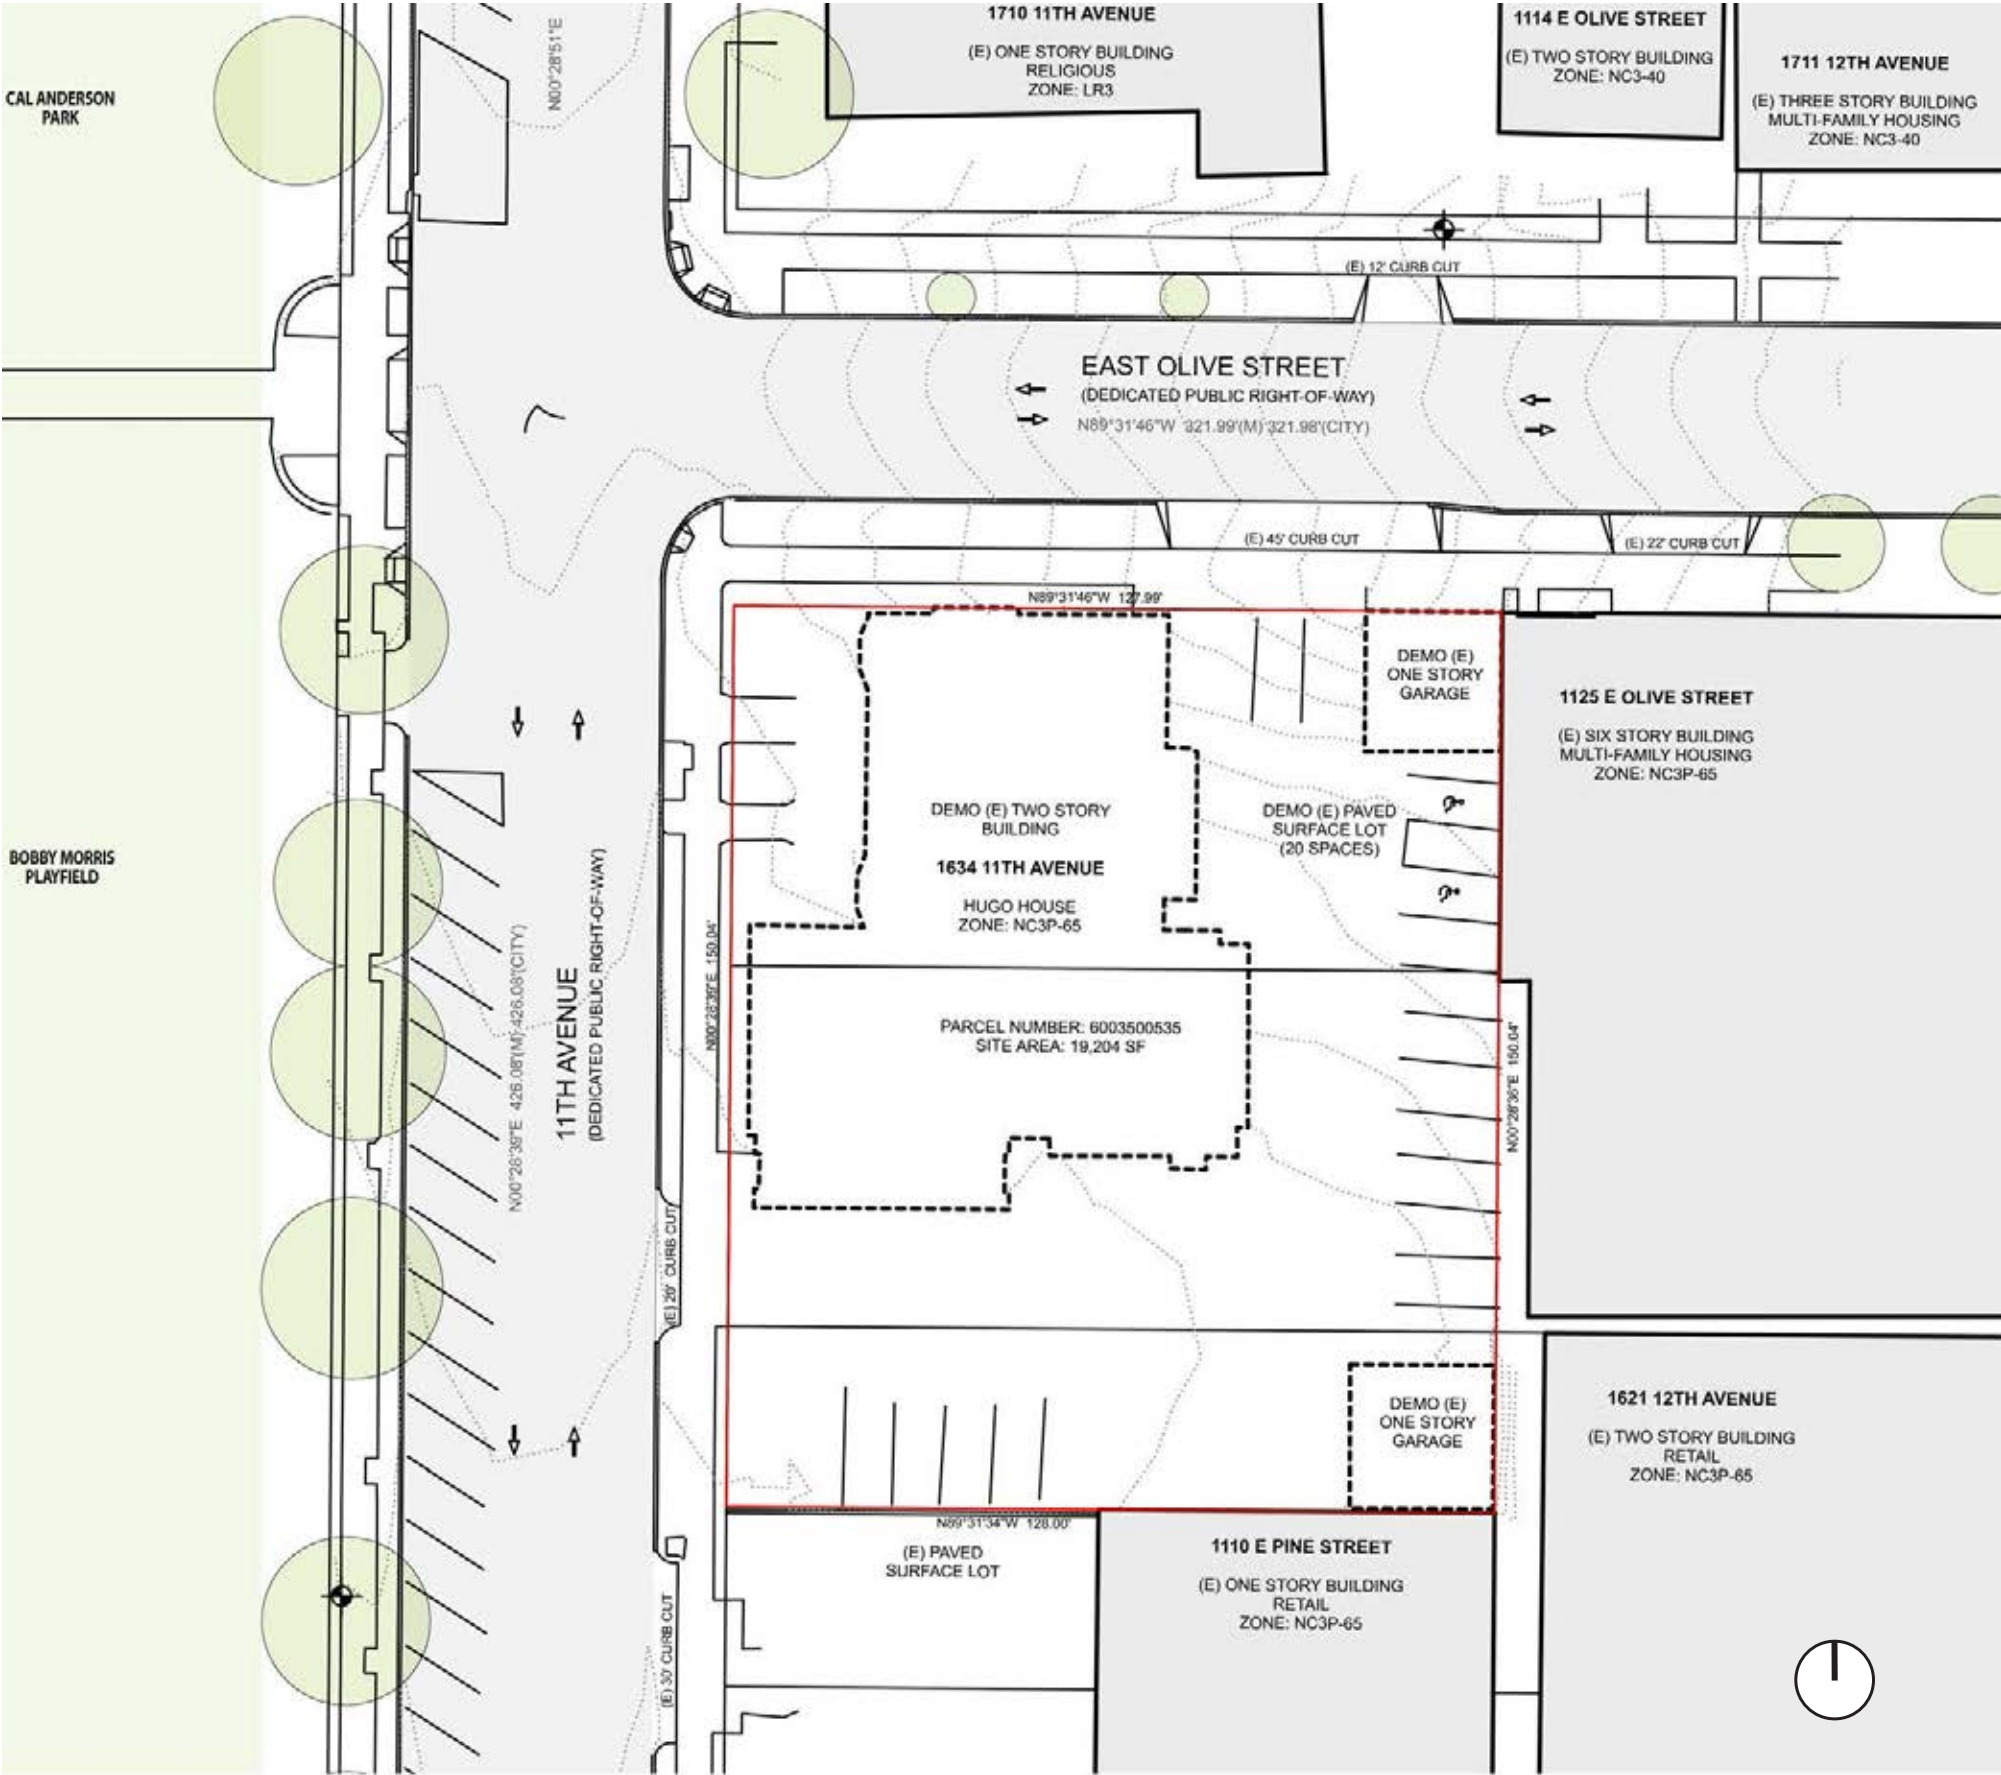 1710 11TH AVENUE
(E) ONE STORY BUILDING
RELIGIOUS
ZONE: LR3
1114 E OLIVE STREET
(E) TWO STORY BUILDING
ZONE: NC3-40
1711 12TH AVENUE
(E) THREE STORY BUILDING
MULTI-FAMILY HOUSING
ZONE: NC3-40
CAL ANDERSON
PARK
N00°28'51"E
(E) 12' CURB CUT
EAST OLIVE STREET
(DEDICATED PUBLIC RIGHT-OF-WAY)
N89°31'46"W 321.99'(M) 321.98'(CITY)
(E) 45' CURB CUT
(E) 22' CURB CUT
N89°31'46"W 127.99'
DEMO (E)
ONE STORY
GARAGE
1125 E OLIVE STREET
(E) SIX STORY BUILDING
MULTI-FAMILY HOUSING
ZONE: NC3P-65
DEMO (E) TWO STORY
BUILDING
1634 11TH AVENUE
HUGO HOUSE
ZONE: NC3P-65
DEMO (E) PAVED
SURFACE LOT
(20 SPACES)
BOBBY MORRIS
PLAYFIELD
N00°28'39"E 426.08'(M) 426.08'(CITY)
11TH AVENUE
(DEDICATED PUBLIC RIGHT-OF-WAY)
N00°28'39"E 150.04'
PARCEL NUMBER: 6003500535
SITE AREA: 19,204 SF
N00°28'36"E 150.04'
(E) 20' CURB CUT
DEMO (E)
ONE STORY
GARAGE
1621 12TH AVENUE
(E) TWO STORY BUILDING
RETAIL
ZONE: NC3P-65
N89°31'34"W 128.00'
(E) PAVED
SURFACE LOT
1110 E PINE STREET
(E) ONE STORY BUILDING
RETAIL
ZONE: NC3P-65
(E) 30' CURB CUT